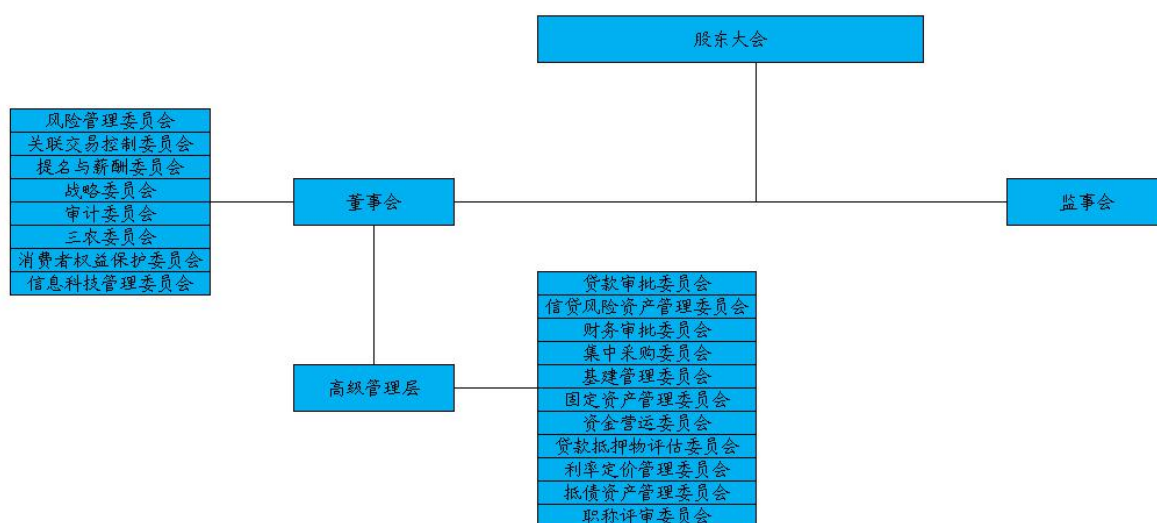 股东大会
风险管理委员会
关联交易控制委员会
提名与薪酬委员会
战略委员会
审计委员会
三农委员会
消费者权益保护委员会
信息科技管理委员会
董事会
监事会
高级管理层
贷款审批委员会
信贷风险资产管理委员会
财务审批委员会
集中采购委员会
基建管理委员会
固定资产管理委员会
资金营运委员会
贷款抵押物评估委员会
利率定价管理委员会
抵债资产管理委员会
职称评审委员会